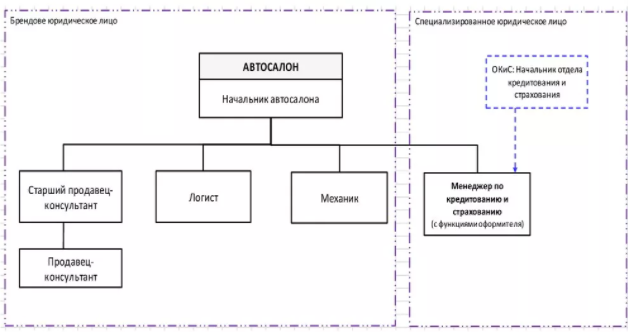 Брендове юридическое лицо
Специализированное юридическое лицо
АВТОСАЛОН
Начальник автосалона
ОКиС: Начальник отдела
кредитования и
страхования
Старший продавец-
консультант
Логист
Механик
Менеджер по
кредитованию и
страхованию
(с функциями оформителя)
Продавец-
консультант